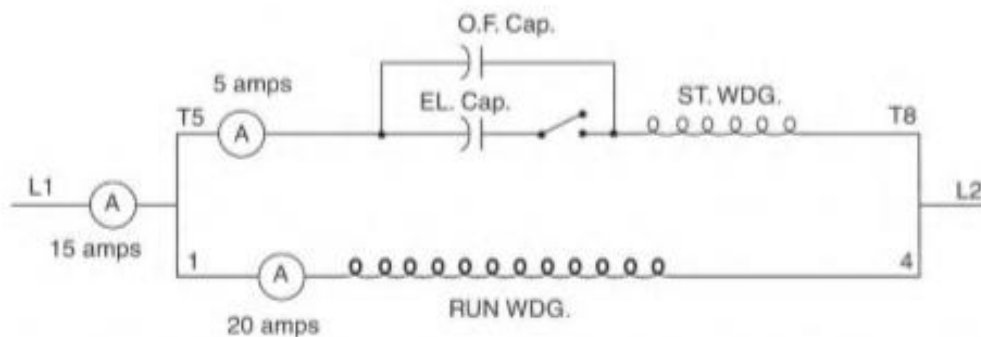 O.F. Cap.
5 amps
EL. Cap.
ST. WDG.
T5
A
T8
L1
A
L2
15 amps
1
A
4
RUN WDG.
20 amps